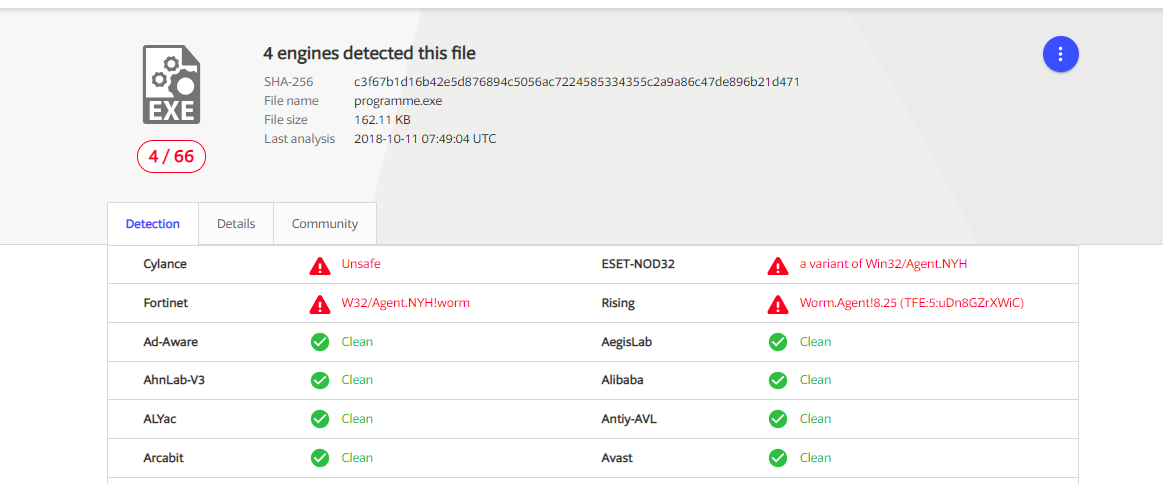 4 engines detected this file
SHA-256 c3f67b1d16b42e5d876894c5056ac7224585334355c2a9a86c47de896b21d471
File name programme.exe
File size 162.11 KB
Last analysis 2018-10-11 07:49:04 UTC
EXE
4 / 66
Detection Details Community
Cylance Unsafe ESET-NOD32 a variant of Win32/Agent.NYH
Fortinet W32/Agent.NYH!worm Rising Worm.Agent!8.25 (TFE:5:uDn8GZrXWiC)
Ad-Aware Clean AegisLab Clean
AhnLab-V3 Clean Alibaba Clean
ALYac Clean Antiy-AVL Clean
Arcabit Clean Avast Clean